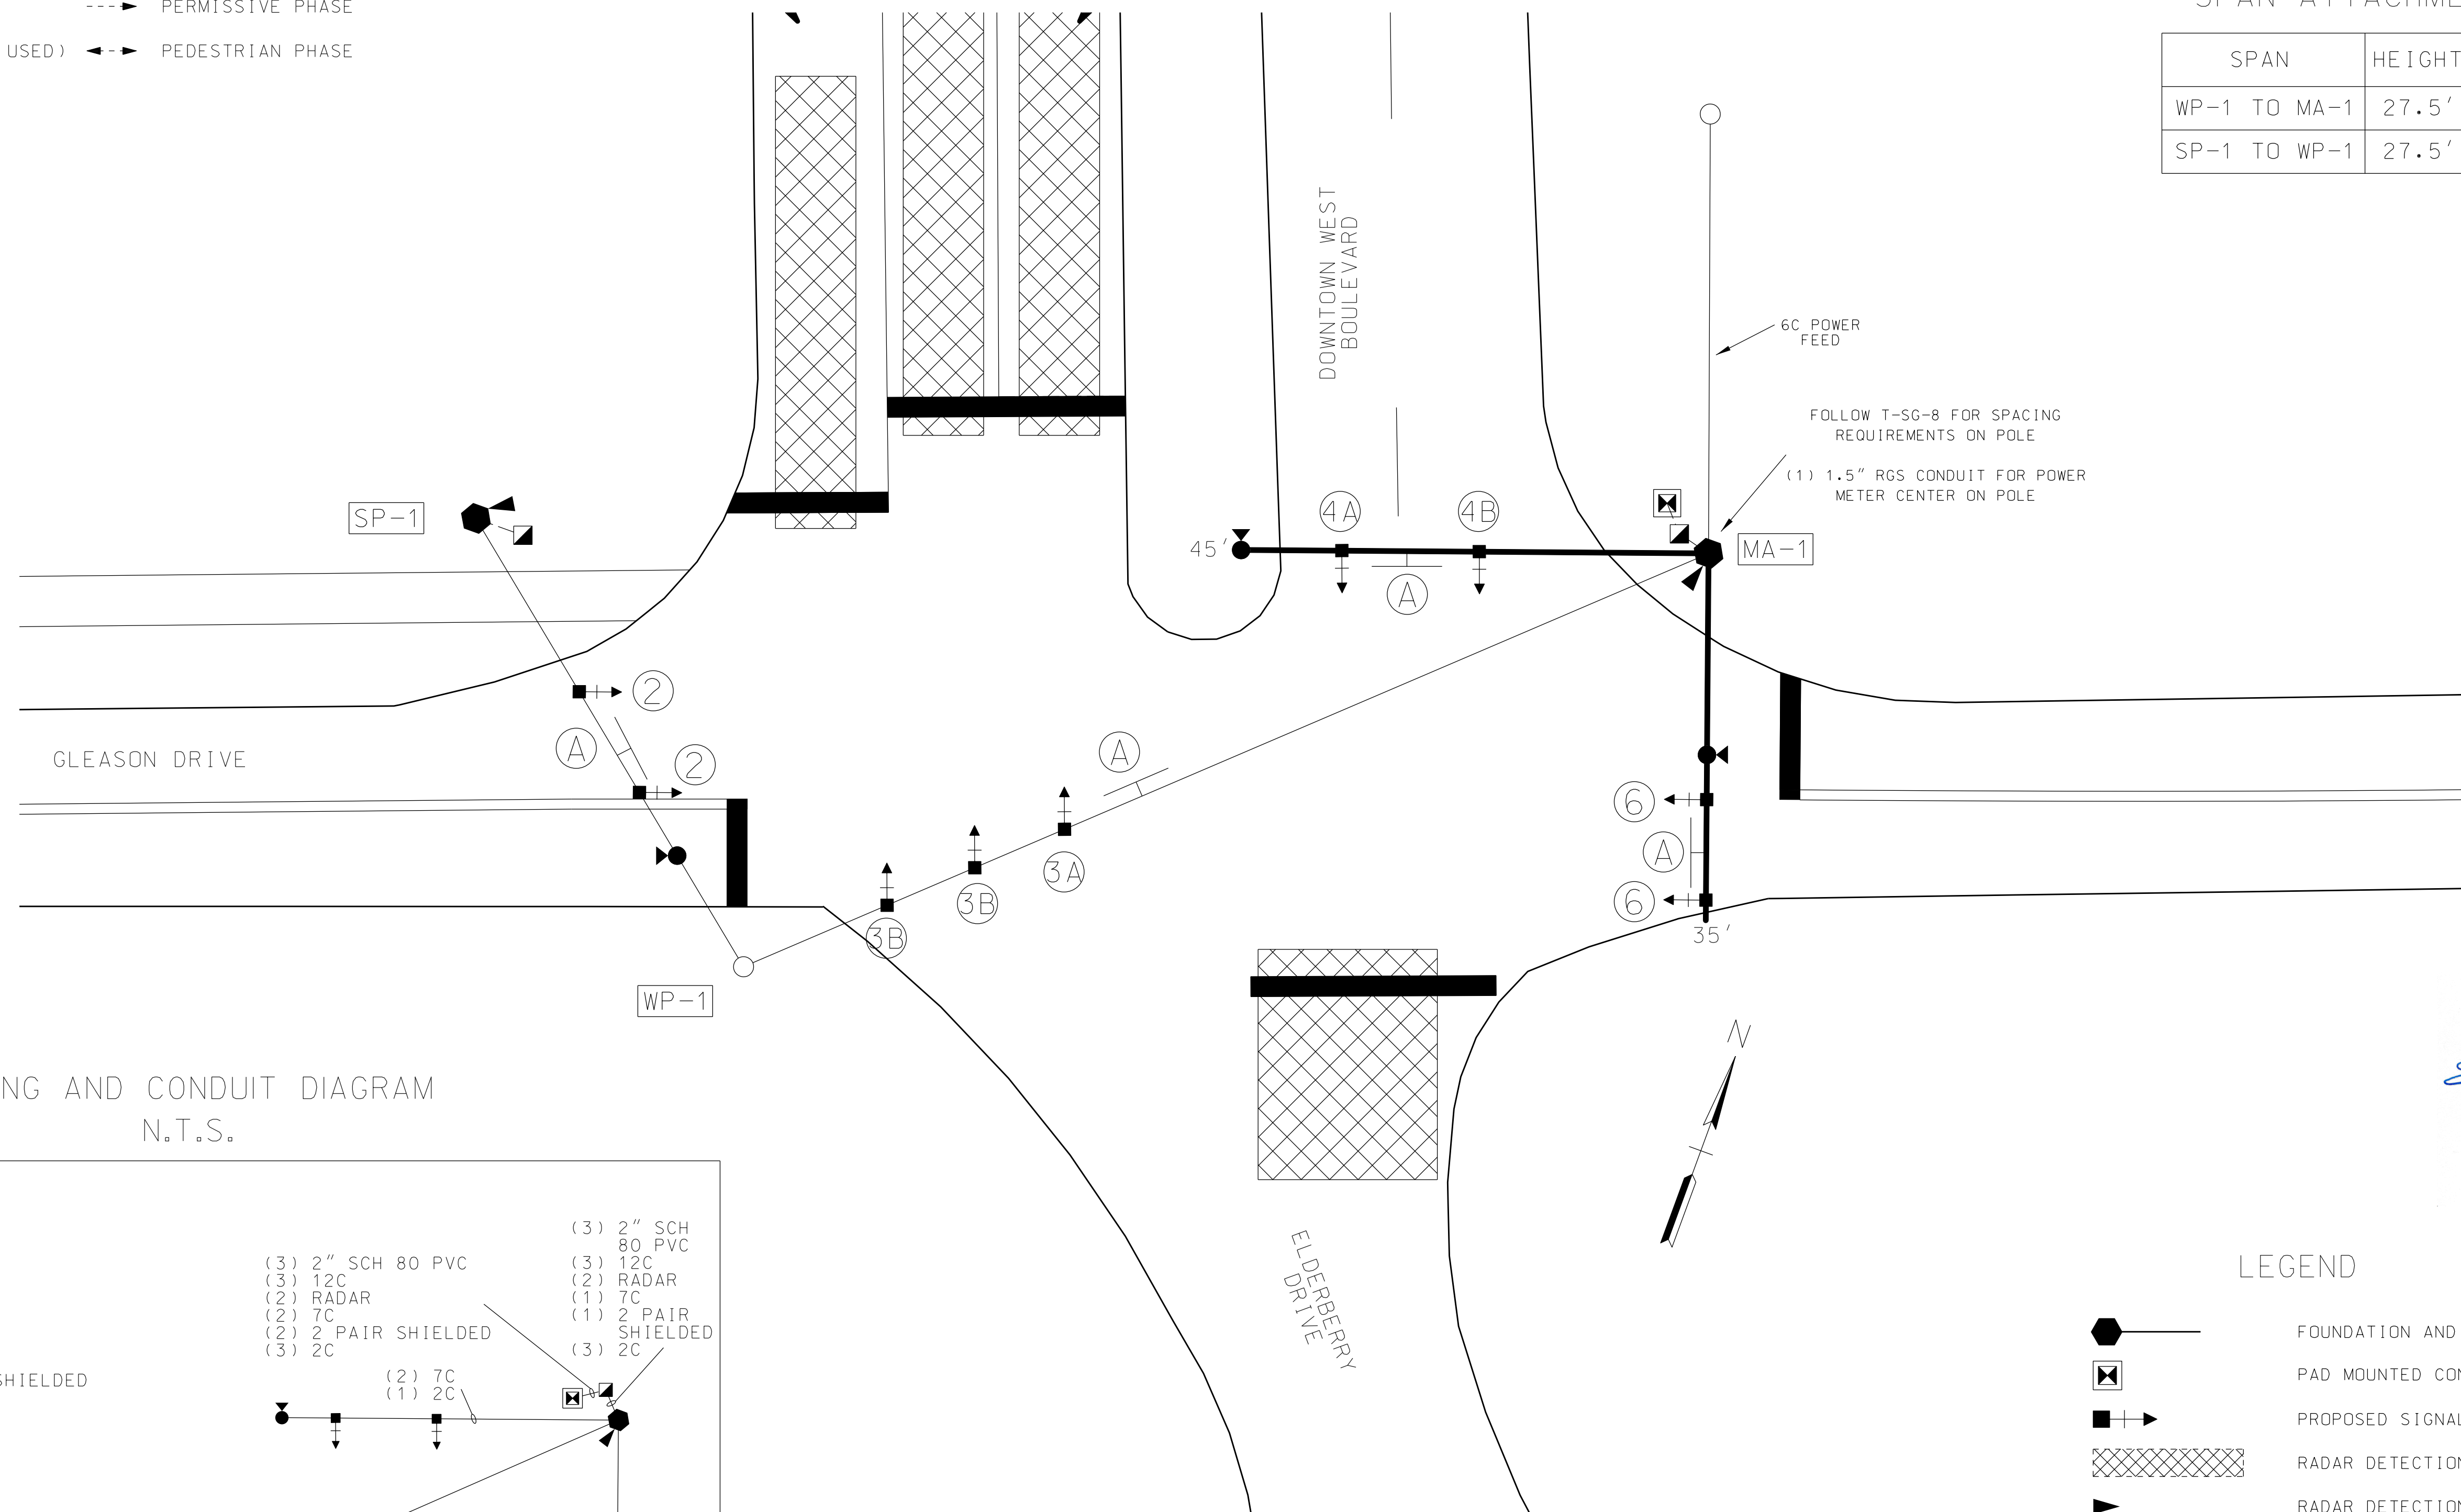 PERMISSIVE PHASE
USED) PEDESTRIAN PHASE
SPAN
HEIGHT
WP-1 TO MA-1
27.5'
SP-1 TO WP-1
27.5'
DOWNTOWN WEST
BOULEVARD
6C POWER
FEED
FOLLOW T-SG-8 FOR SPACING
REQUIREMENTS ON POLE
(1) 1.5" RGS CONDUIT FOR POWER
METER CENTER ON POLE
SP-1
4A
4B
45'
MA-1
A
2
A
2
A
GLEASON DRIVE
6
A
6
35'
3A
3B
3B
WP-1
N
NG AND CONDUIT DIAGRAM
N.T.S.
ELDERBERRY
DRIVE
(3) 2" SCH
80 PVC
(3) 12C
(2) RADAR
(1) 7C
(1) 2 PAIR
SHIELDED
(3) 2C
(3) 2" SCH 80 PVC
(3) 12C
(2) RADAR
(2) 7C
(2) 2 PAIR SHIELDED
(3) 2C
SHIELDED
(2) 7C
(1) 2C
LEGEND
FOUNDATION AND
PAD MOUNTED CON
PROPOSED SIGNAL
RADAR DETECTION
RADAR DETECTION